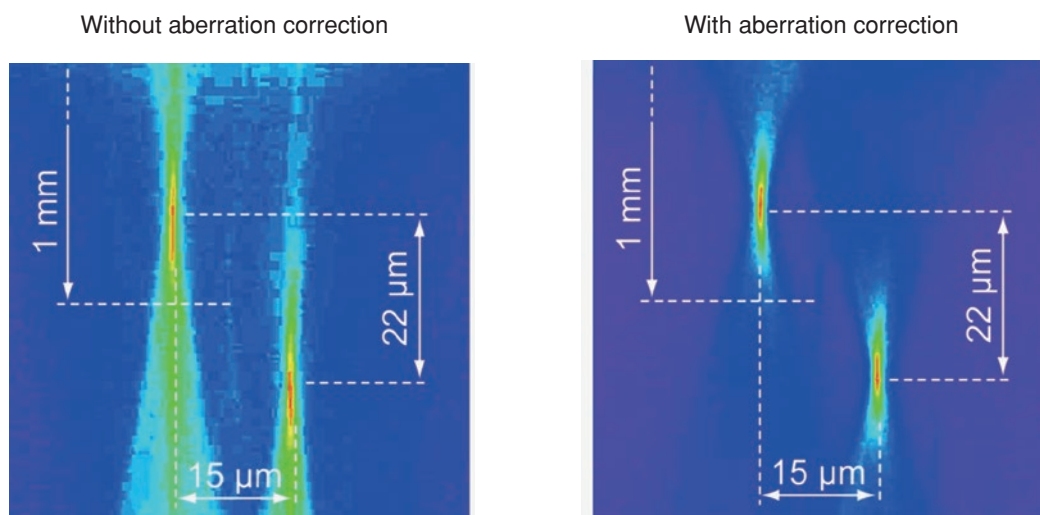 Without aberration correction
With aberration correction
1 mm
22 µm
15 µm
1 mm
22 µm
15 µm